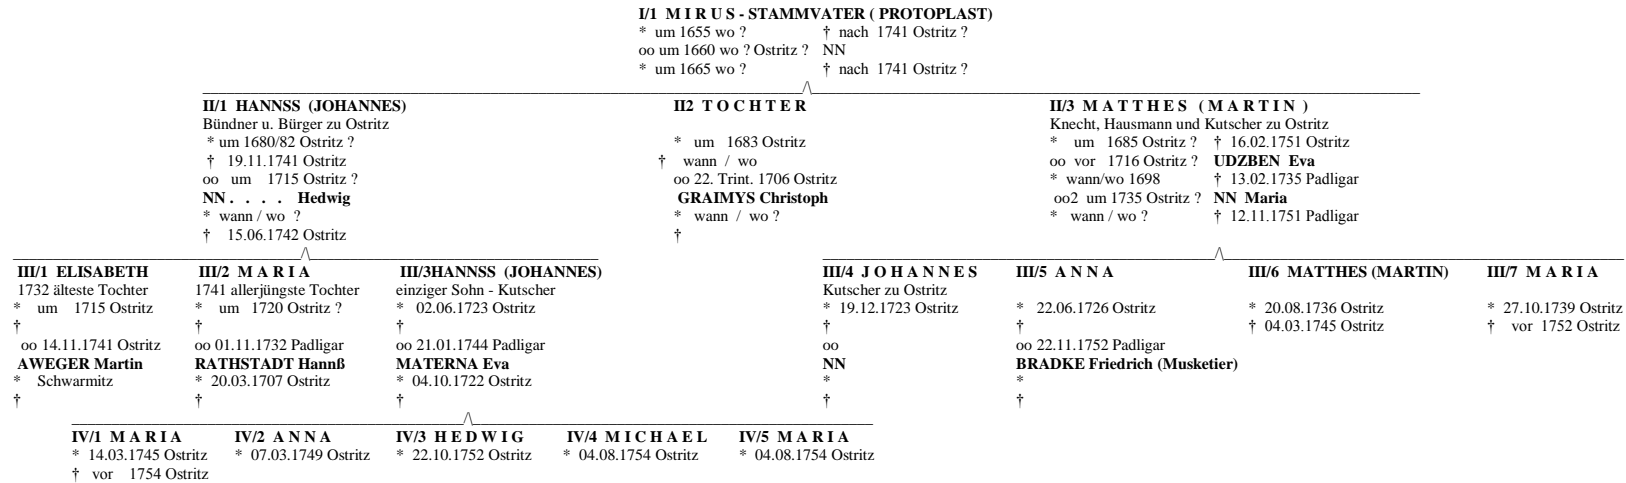 I/1 M I R U S - STAMMVATER ( PROTOPLAST)
* um 1655 wo ? † nach 1741 Ostritz ?
oo um 1660 wo ? Ostritz ? NN
* um 1665 wo ? † nach 1741 Ostritz ?
II/1 HANNSS (JOHANNES)
Bündner u. Bürger zu Ostritz
* um 1680/82 Ostritz ?
† 19.11.1741 Ostritz
oo um 1715 Ostritz ?
NN . . . . Hedwig
* wann / wo ?
† 15.06.1742 Ostritz
II2 T O C H T E R
* um 1683 Ostritz
† wann / wo
oo 22. Trint. 1706 Ostritz
GRAIMYS Christoph
* wann / wo ?
†
II/3 M A T T H E S ( M A R T I N )
Knecht, Hausmann und Kutscher zu Ostritz
* um 1685 Ostritz ? † 16.02.1751 Ostritz
oo vor 1716 Ostritz ? UDZBEN Eva
* wann/wo 1698 † 13.02.1735 Padligar
oo2 um 1735 Ostritz ? NN Maria
* wann / wo ? † 12.11.1751 Padligar
III/1 ELISABETH
1732 älteste Tochter
* um 1715 Ostritz
†
oo 14.11.1741 Ostritz
AWEGER Martin
* Schwarmitz
†
III/2 M A R I A
1741 allerjüngste Tochter
* um 1720 Ostritz ?
†
oo 01.11.1732 Padligar
RATHSTADT Hannß
* 20.03.1707 Ostritz
†
III/3HANNSS (JOHANNES)
einziger Sohn - Kutscher
* 02.06.1723 Ostritz
†
oo 21.01.1744 Padligar
MATERNA Eva
* 04.10.1722 Ostritz
†
III/4 J O H A N N E S
Kutscher zu Ostritz
* 19.12.1723 Ostritz
†
oo
NN
*
†
III/5 A N N A
* 22.06.1726 Ostritz
†
oo 22.11.1752 Padligar
BRADKE Friedrich (Musketier)
*
†
III/6 MATTHES (MARTIN)
* 20.08.1736 Ostritz
† 04.03.1745 Ostritz
III/7 M A R I A
* 27.10.1739 Ostritz
† vor 1752 Ostritz
IV/1 M A R I A
* 14.03.1745 Ostritz
† vor 1754 Ostritz
IV/2 A N N A
* 07.03.1749 Ostritz
IV/3 H E D W I G
* 22.10.1752 Ostritz
IV/4 M I C H A E L
* 04.08.1754 Ostritz
IV/5 M A R I A
* 04.08.1754 Ostritz